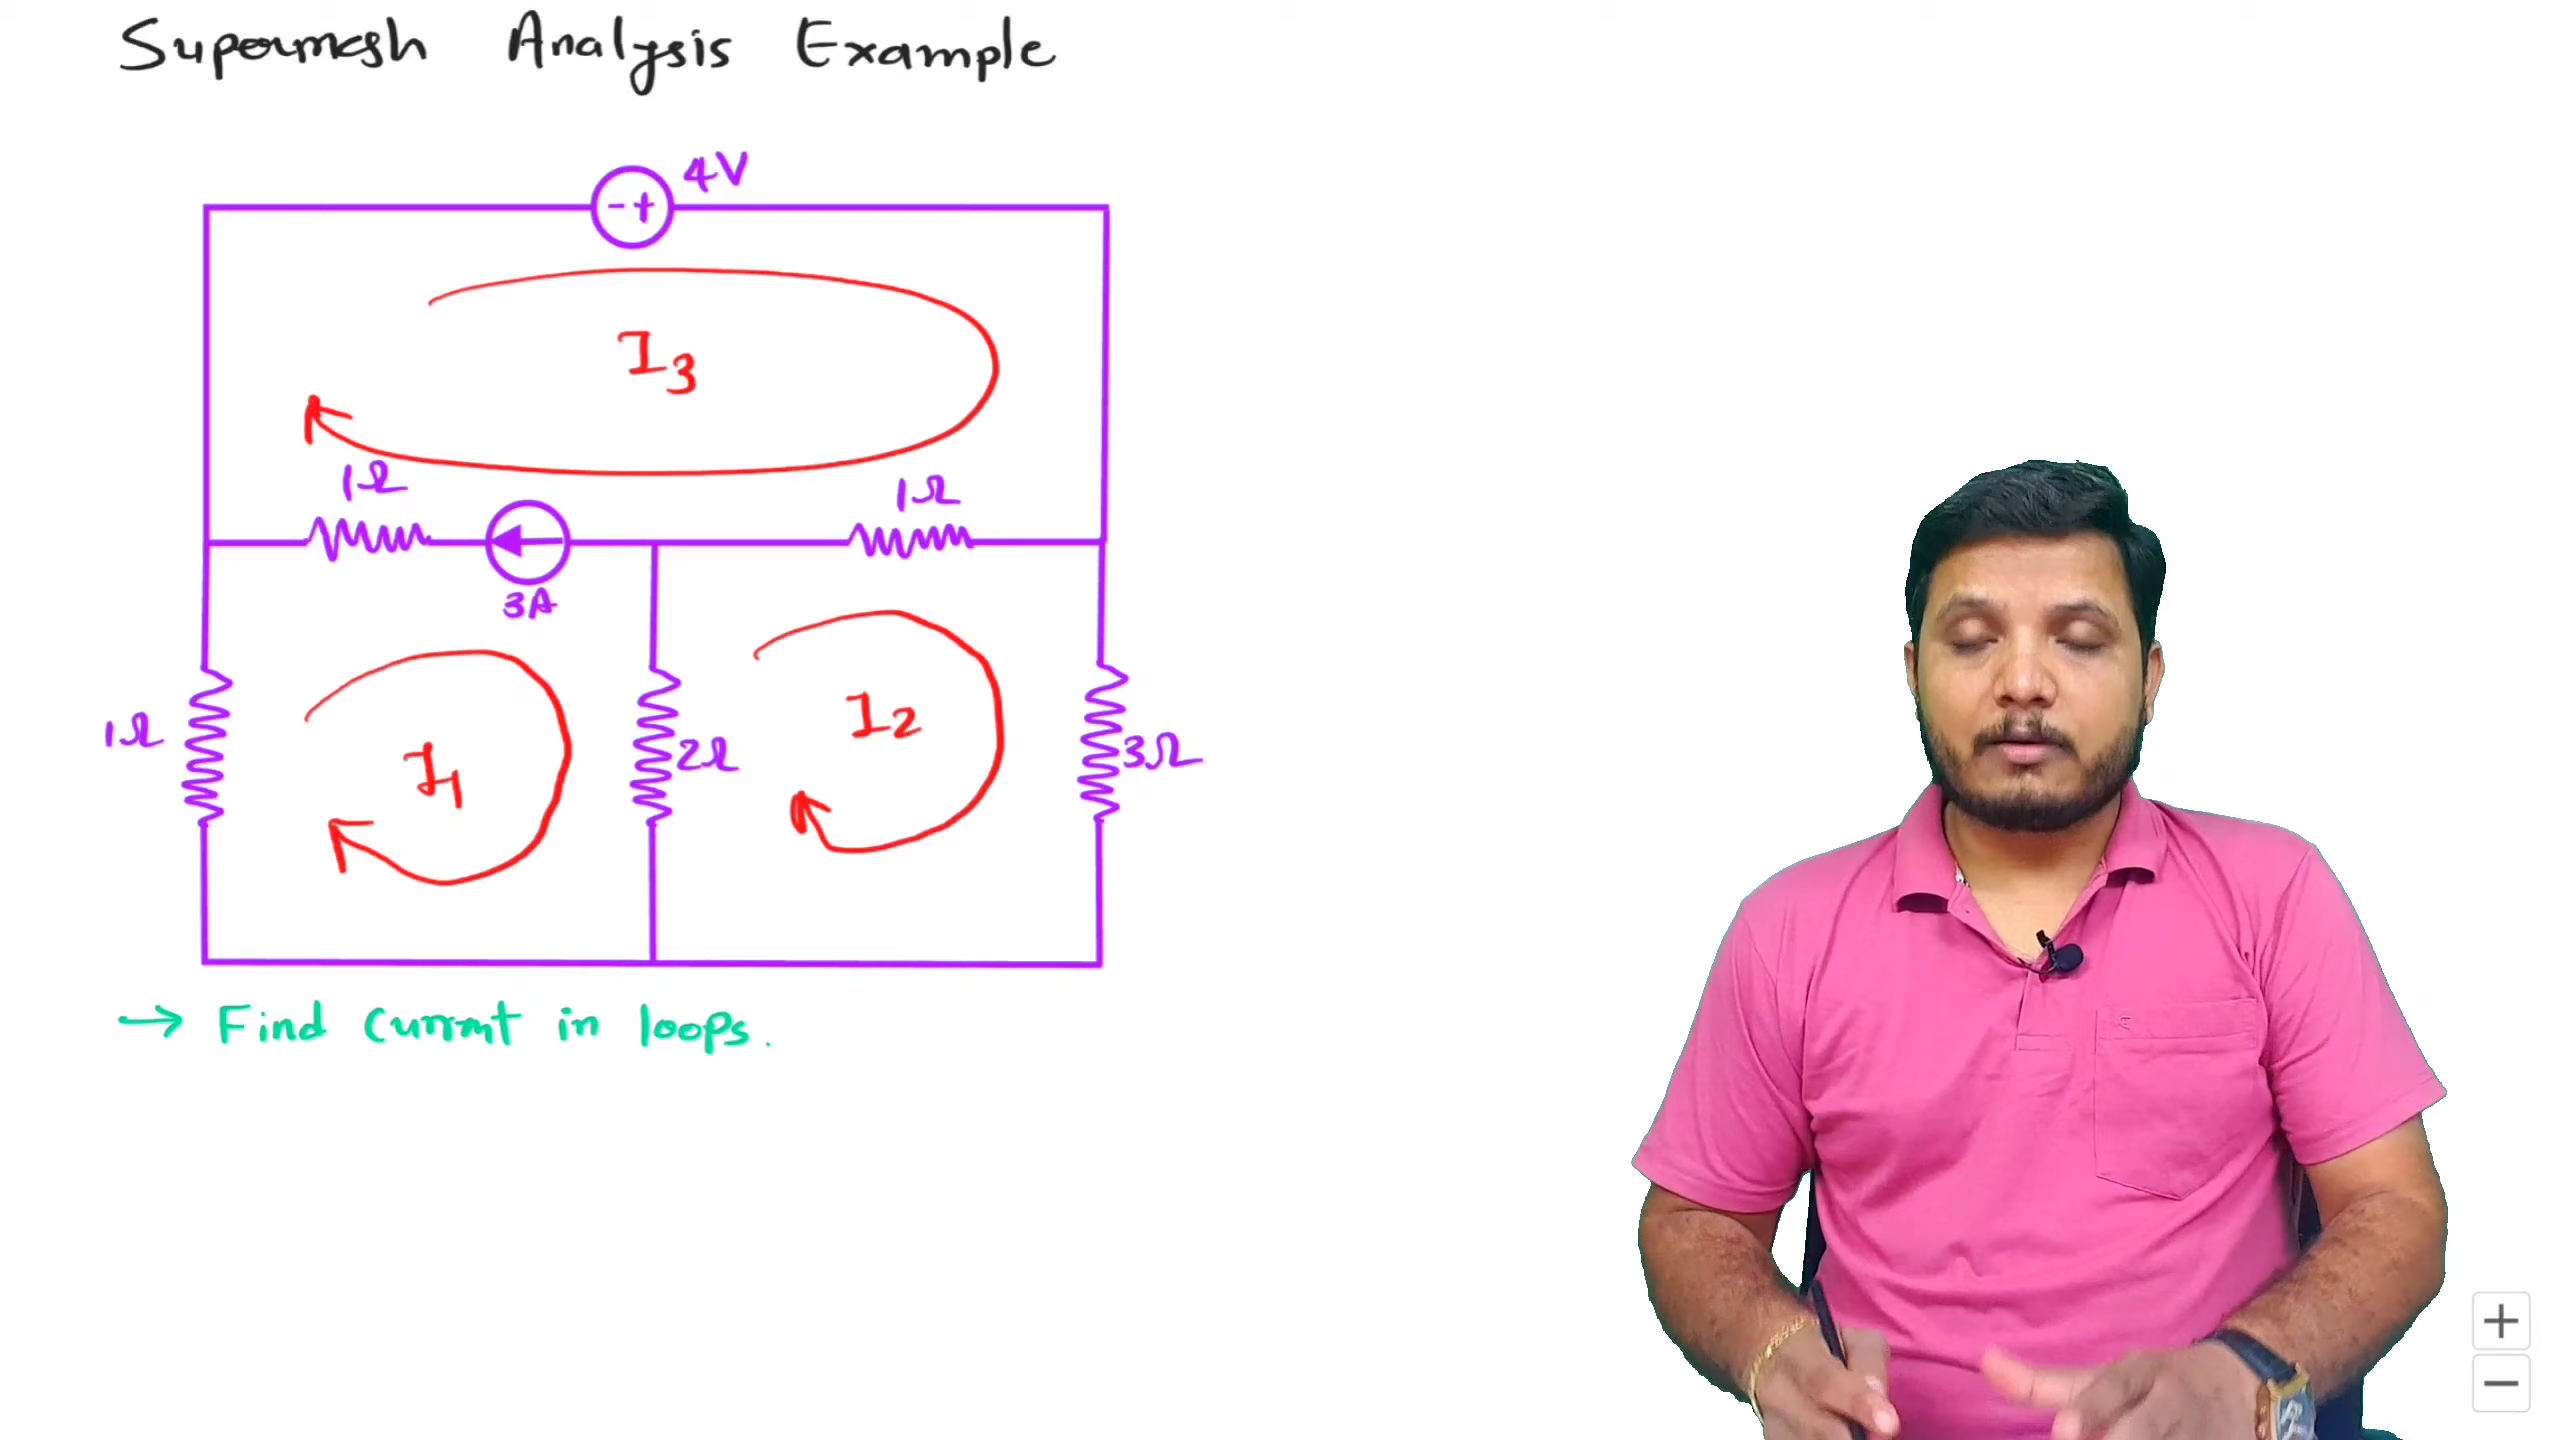 Supermesh Analysis Example
4V
- +
I3
1Ω
1Ω
3A
1Ω
I1
2Ω
I2
3Ω
→ Find current in loops.
+
−